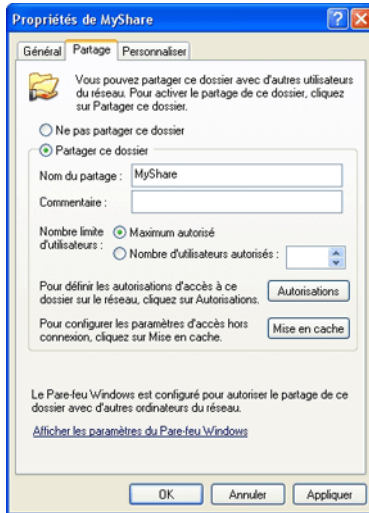 Propriétés de MyShare
Général Partage Personnaliser
Vous pouvez partager ce dossier avec d'autres utilisateurs
du réseau. Pour activer le partage de ce dossier, cliquez
sur Partager ce dossier.
Ne pas partager ce dossier
Partager ce dossier
Nom du partage : MyShare
Commentaire :
Nombre limite
d'utilisateurs :
Maximum autorisé
Nombre d'utilisateurs autorisés :
Pour définir les autorisations d'accès à ce
dossier sur le réseau, cliquez sur Autorisations.
Autorisations
Pour configurer les paramètres d'accès hors
connexion, cliquez sur Mise en cache.
Mise en cache
Le Pare-feu Windows est configuré pour autoriser le partage de ce
dossier avec d'autres ordinateurs du réseau.
Afficher les paramètres du Pare-feu Windows
OK Annuler Appliquer